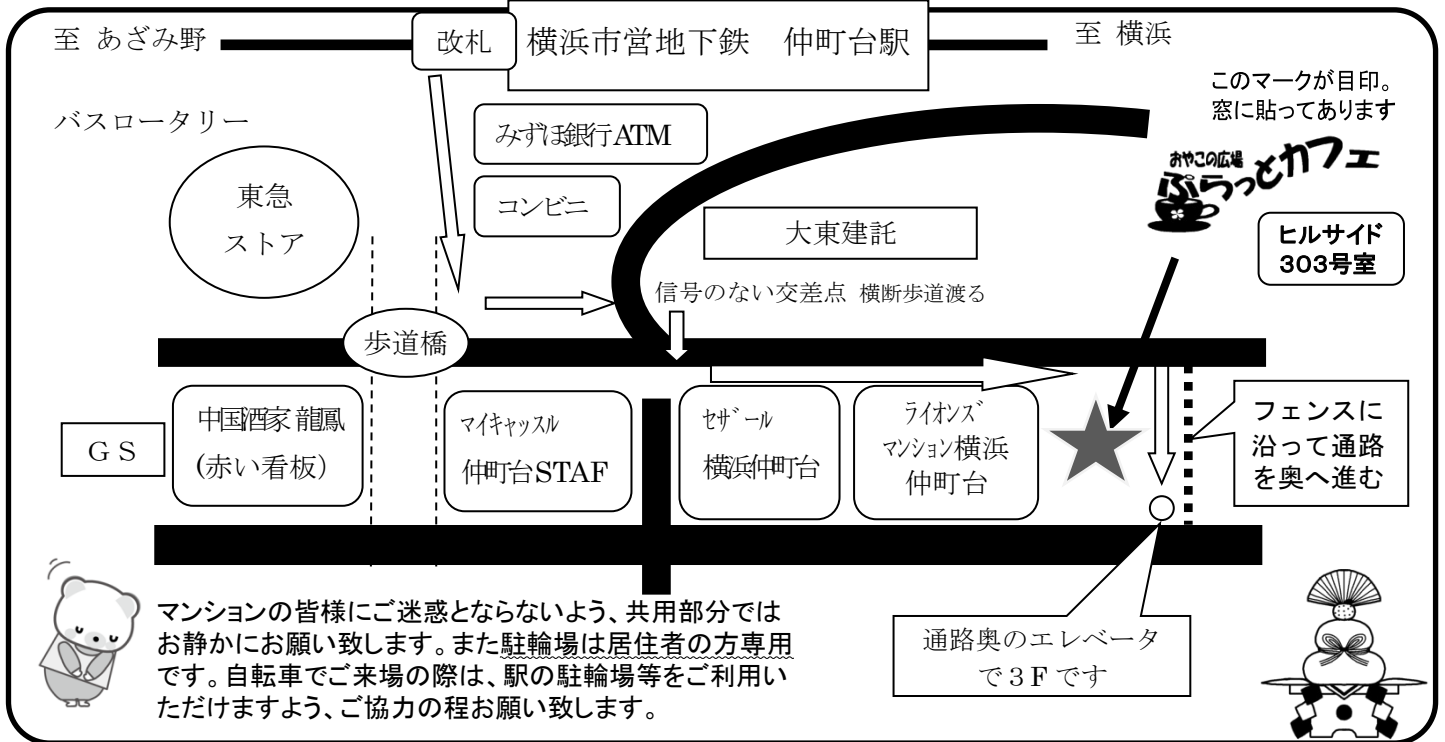 至 あざみ野
改札
横浜市営地下鉄　仲町台駅
至 横浜
バスロータリー
みずほ銀行ATM
コンビニ
東急
ストア
大東建託
このマークが目印。
窓に貼ってあります
おやこの広場
ぷらっとカフェ
ヒルサイド
303号室
信号のない交差点 横断歩道渡る
歩道橋
ＧＳ
中国酒家 龍鳳
(赤い看板）
マイキャッスル
仲町台STAF
セザール
横浜仲町台
ライオンズ
マンション横浜
仲町台
フェンスに
沿って通路
を奥へ進む
マンションの皆様にご迷惑とならないよう、共用部分では
お静かにお願い致します。また駐輪場は居住者の方専用
です。自転車でご来場の際は、駅の駐輪場等をご利用い
ただけますよう、ご協力の程お願い致します。
通路奥のエレベータ
で３Ｆです